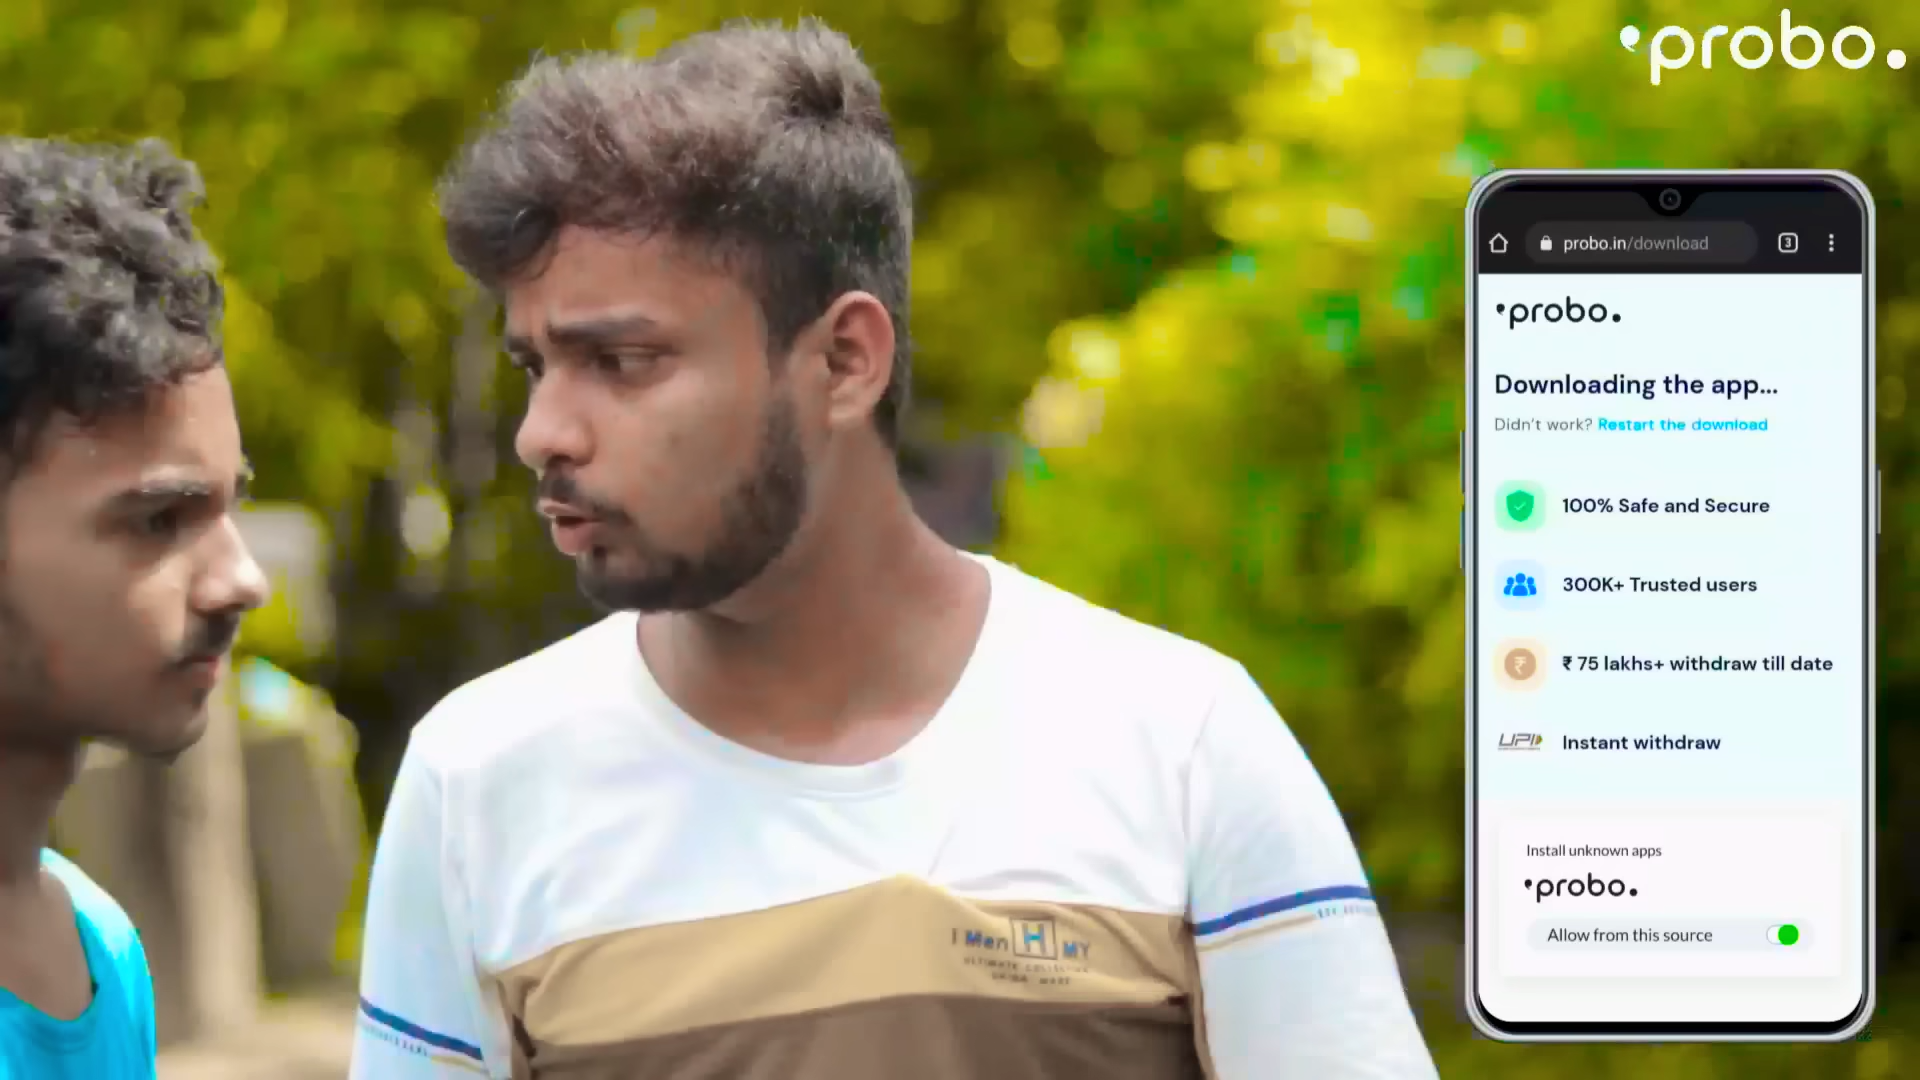 probo.
probo.in/download
3
probo.
Downloading the app...
Didn't work? Restart the download
100% Safe and Secure
300K+ Trusted users
₹ 75 lakhs+ withdraw till date
UPI Instant withdraw
Install unknown apps
probo.
Allow from this source
I Men H MY
ULTIMATE COLLECTION